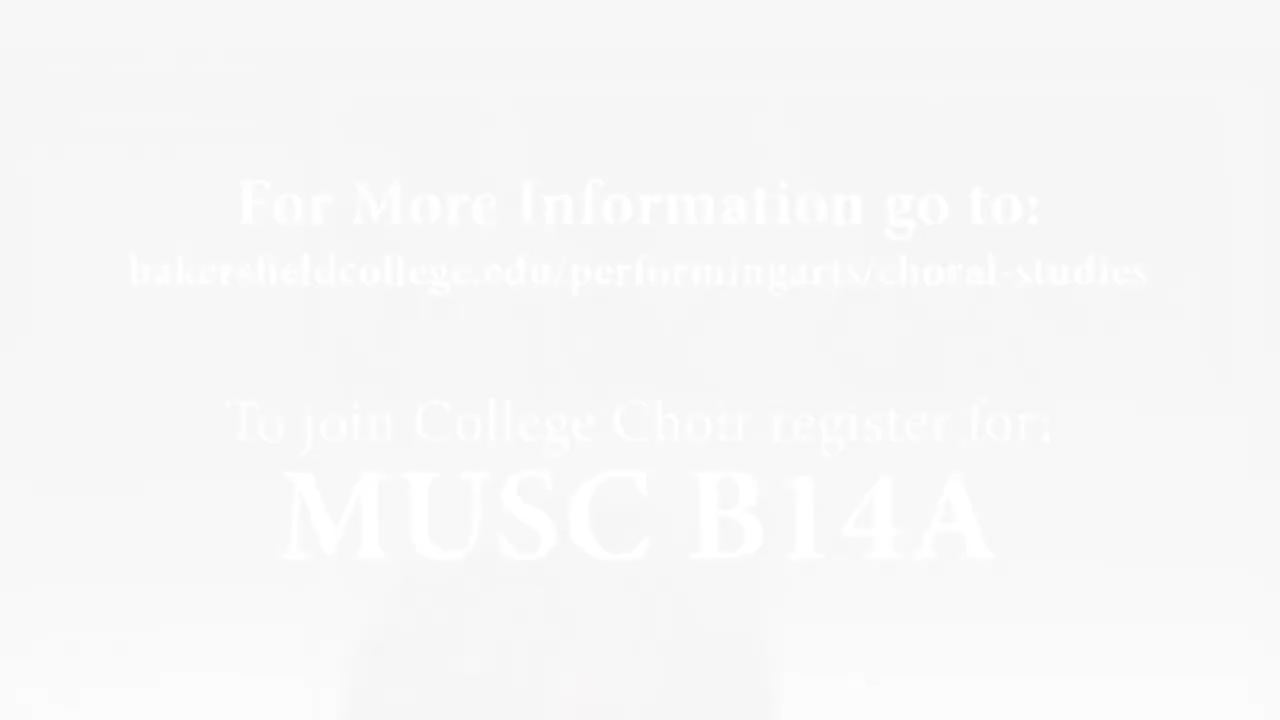 For More Information go to:
bakersfieldcollege.edu/performingarts/choral-studies
To join College Choir register for:
MUSC B14A